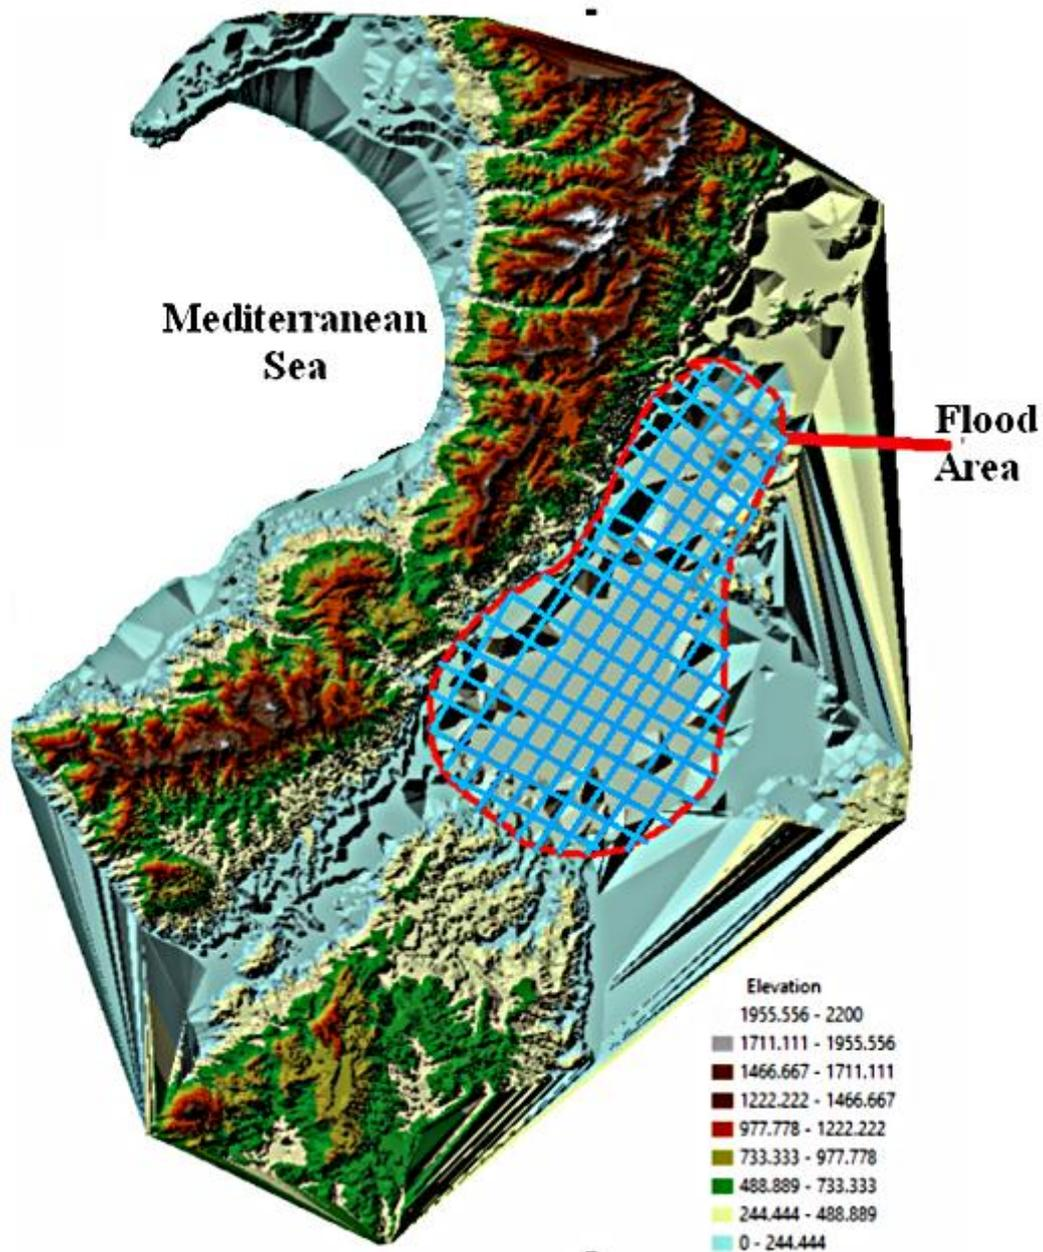 Mediterranean
Sea
Flood
Area
Elevation
1955.556 - 2200
1711.111 - 1955.556
1466.667 - 1711.111
1222.222 - 1466.667
977.778 - 1222.222
733.333 - 977.778
488.889 - 733.333
244.444 - 488.889
0 - 244.444